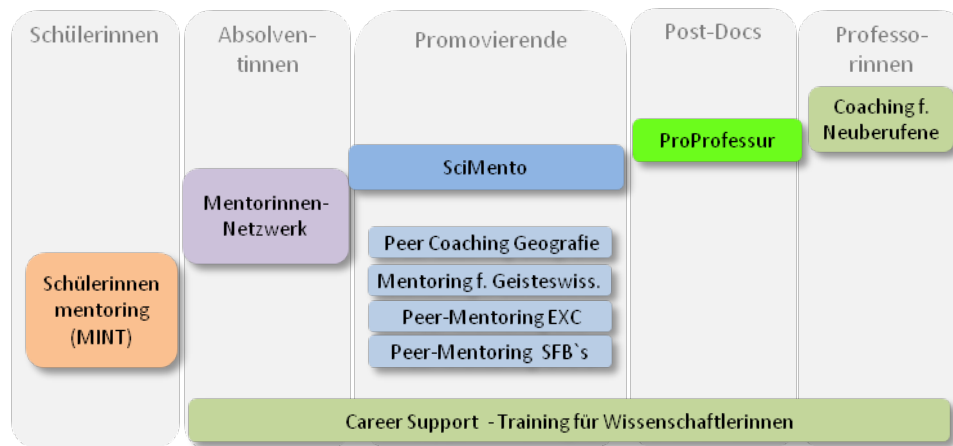 Schülerinnen
Absolven-
tinnen
Promovierende
Post-Docs
Professo-
rinnen
Coaching f.
Neuberufene
ProProfessur
SciMento
Mentorinnen-
Netzwerk
Peer Coaching Geografie
Mentoring f. Geisteswiss.
Peer-Mentoring EXC
Peer-Mentoring SFB`s
Schülerinnen
mentoring
(MINT)
Career Support - Training für Wissenschaftlerinnen